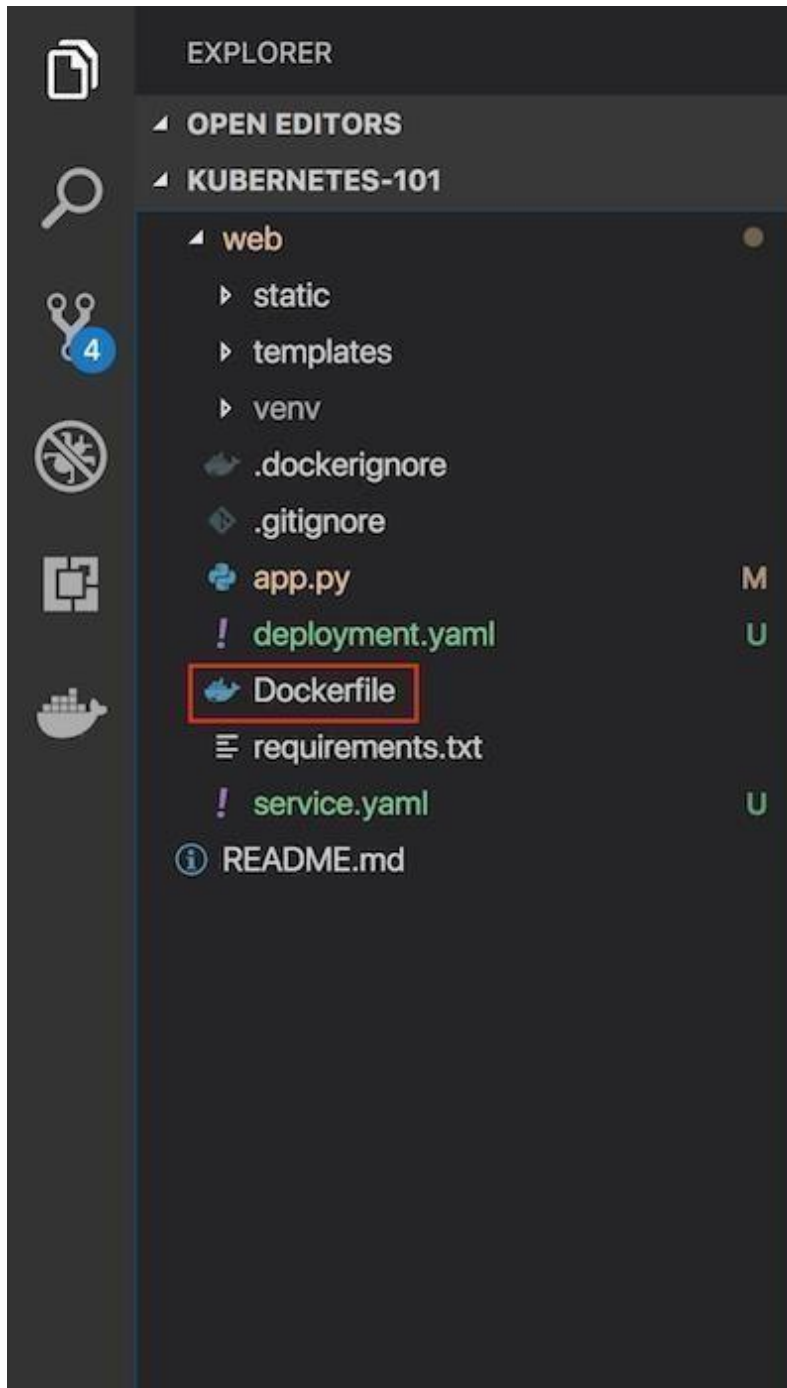 EXPLORER
OPEN EDITORS
KUBERNETES-101
web
static
templates
venv
4
.dockerignore
.gitignore
app.py M
deployment.yaml U
Dockerfile
requirements.txt
service.yaml U
README.md